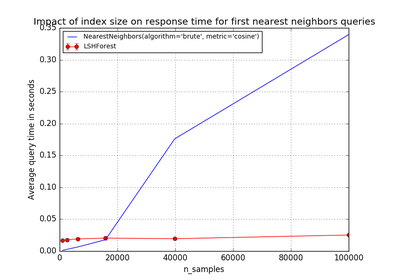 Impact of index size on response time for first nearest neighbors queries
0.35
NearestNeighbors(algorithm='brute', metric='cosine')
LSHForest
0.30
0.25
0.20
0.15
0.10
0.05
0.00
Average query time in seconds
0 20000 40000 60000 80000 100000
n_samples